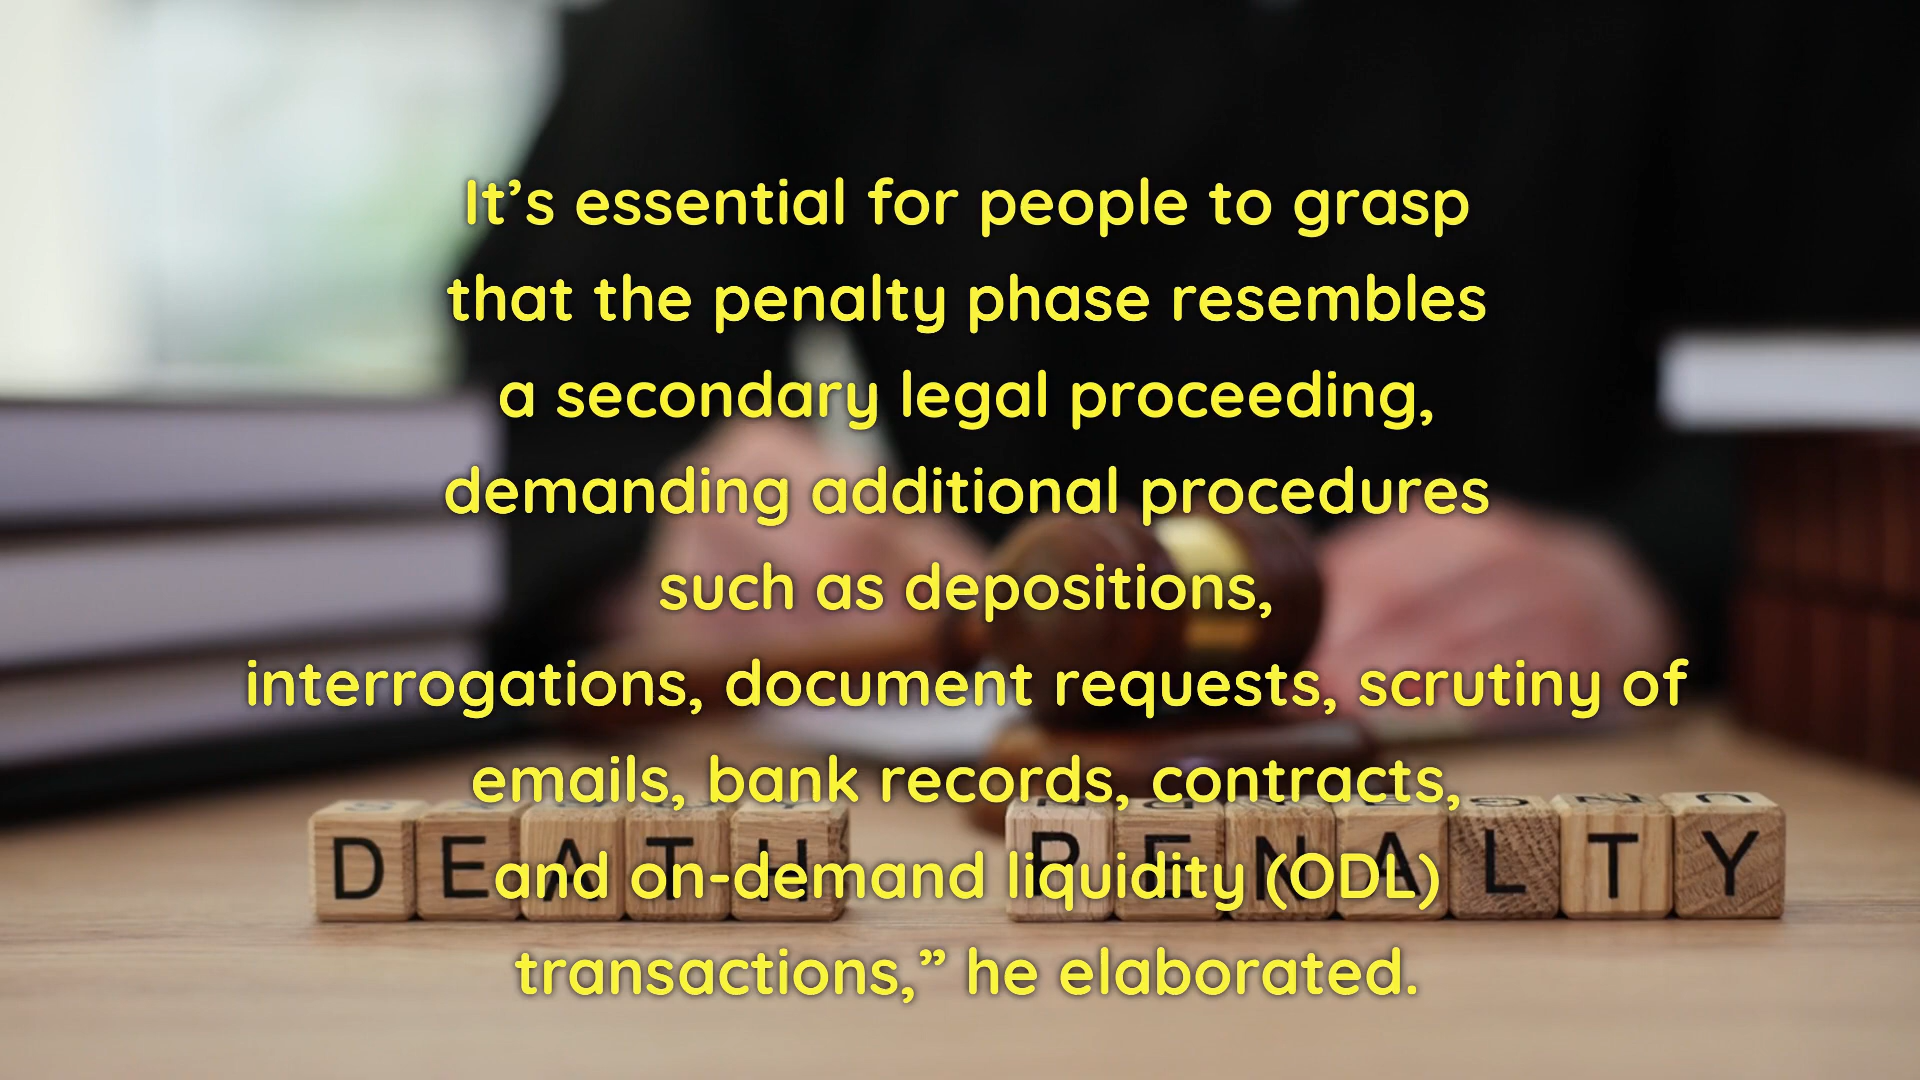 It’s essential for people to grasp
that the penalty phase resembles
a secondary legal proceeding,
demanding additional procedures
such as depositions,
interrogations, document requests, scrutiny of
emails, bank records, contracts,
and on-demand liquidity (ODL)
transactions,” he elaborated.
DEATH PENALTY